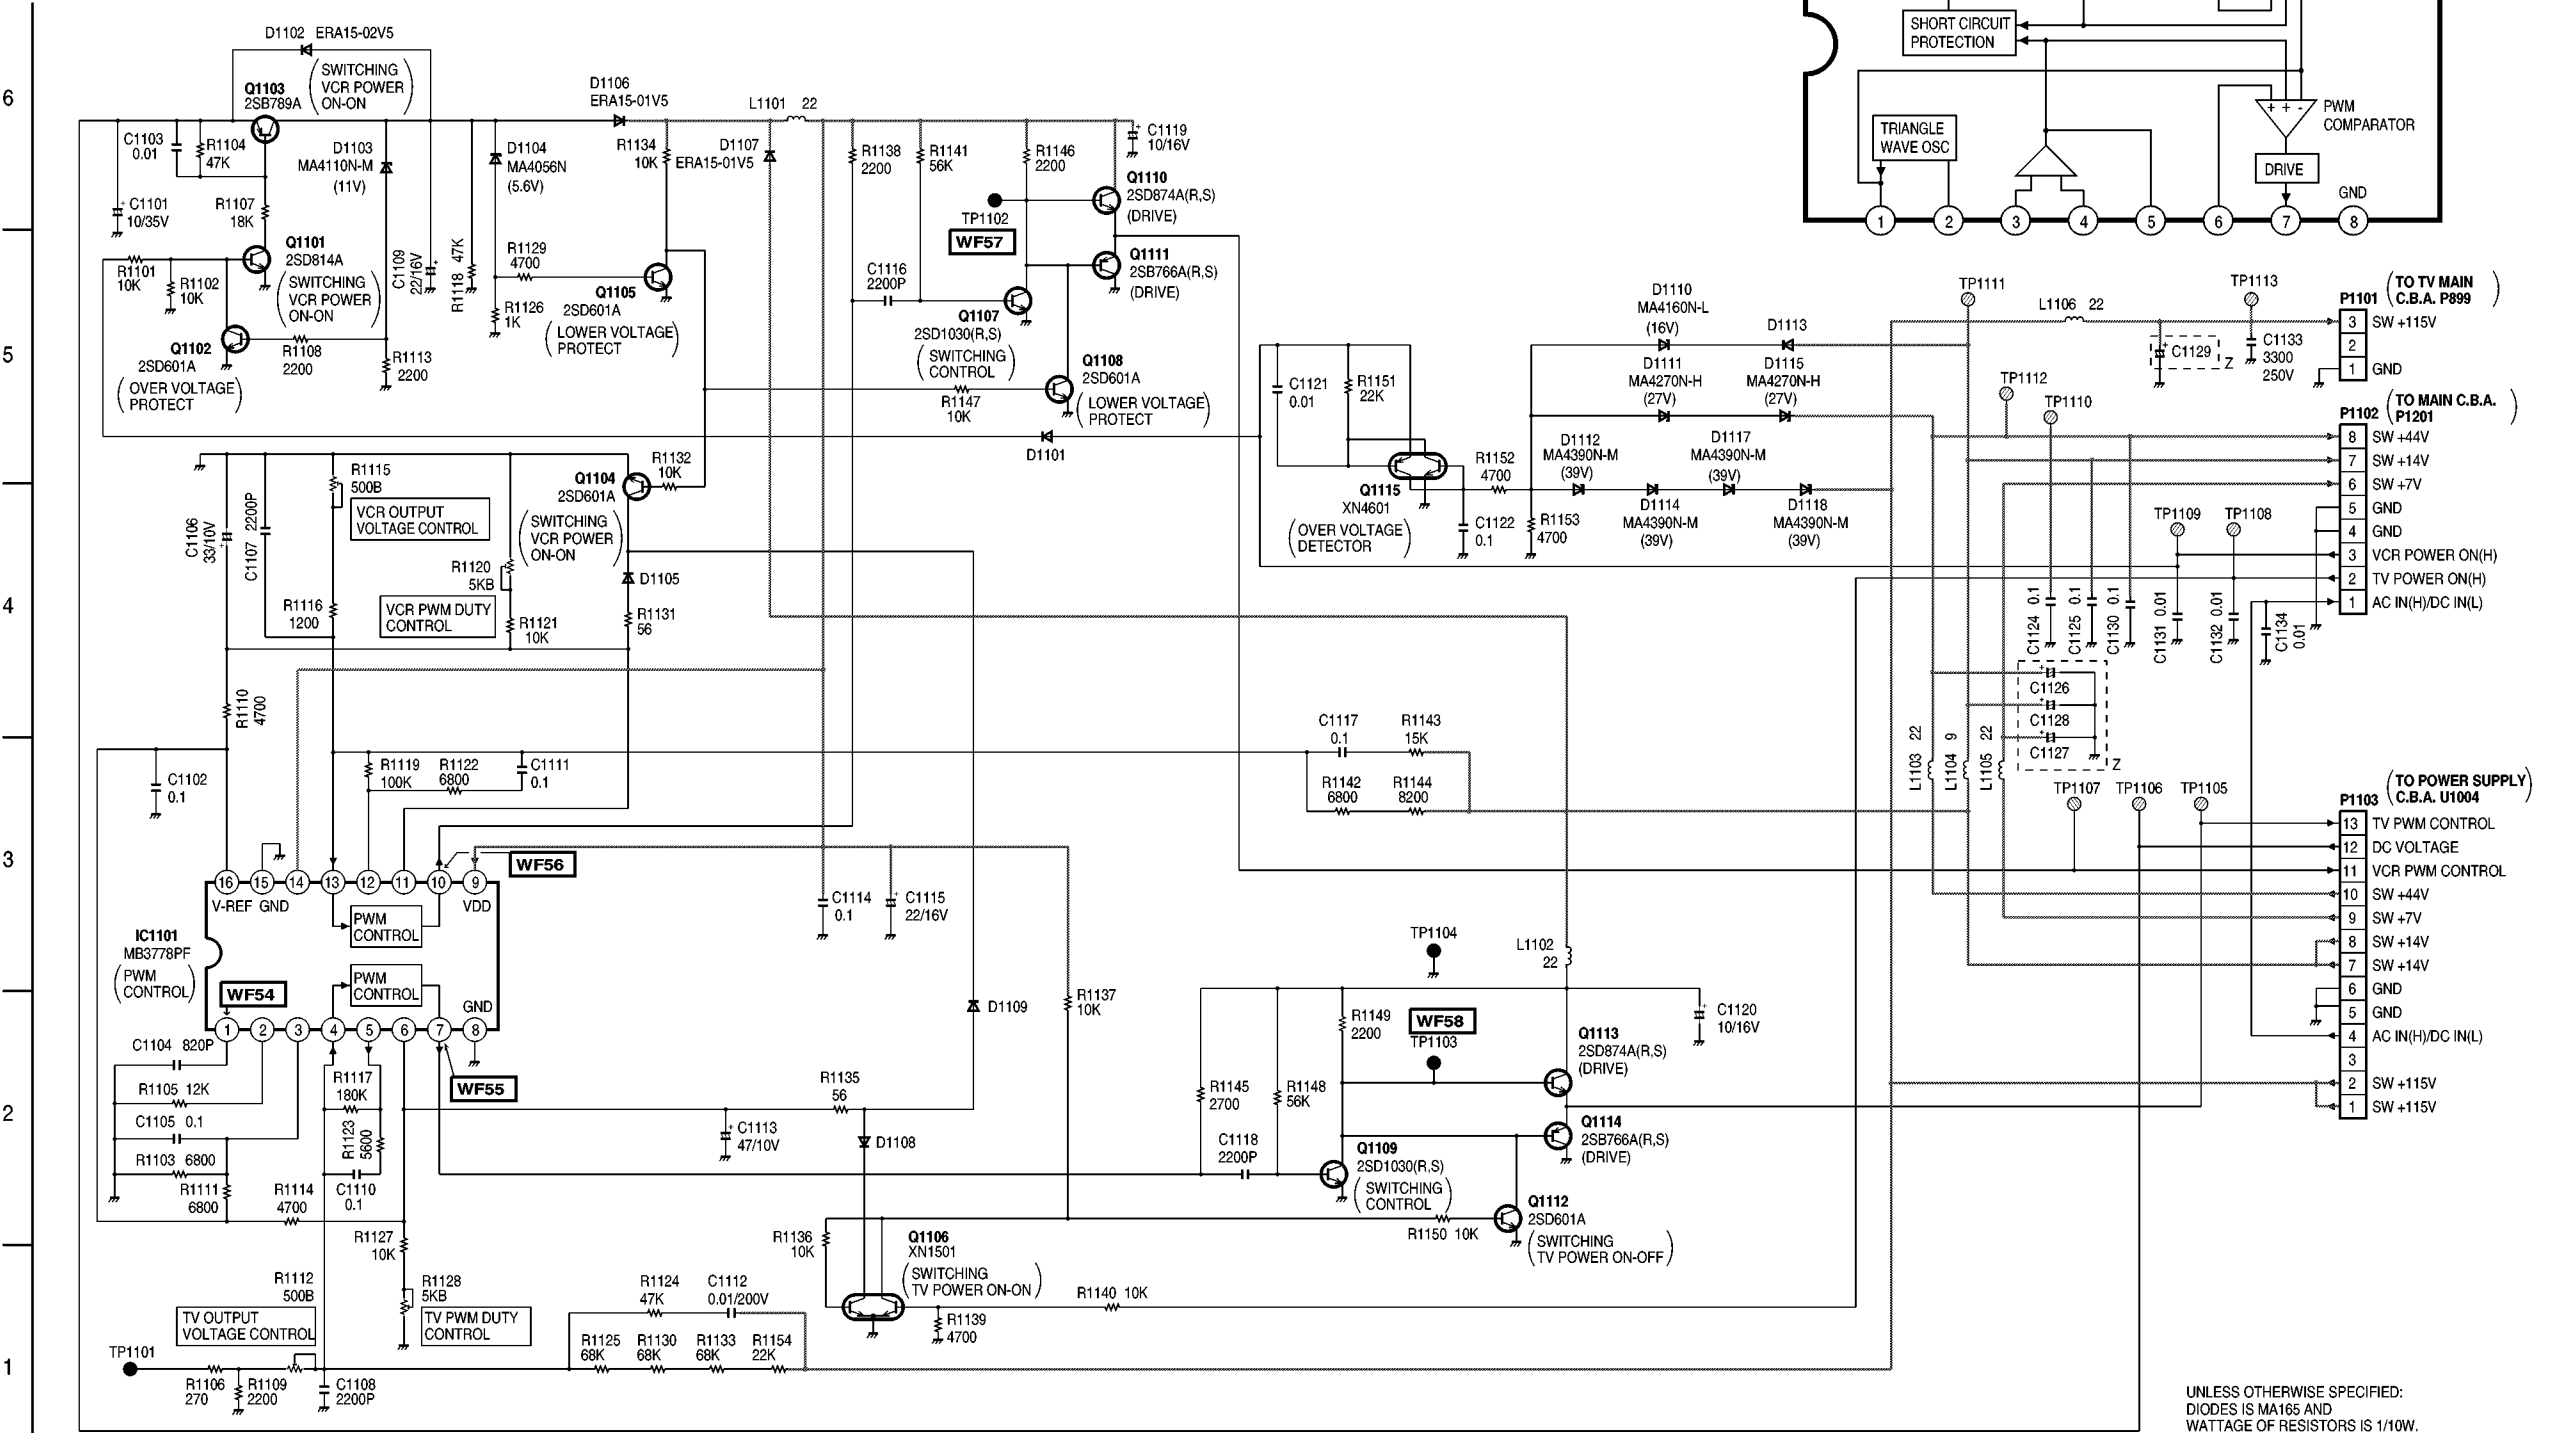 6
5
4
3
2
1
D1102 ERA15-02V5
Q1103
2SB789A
(SWITCHING
VCR POWER
ON-ON)
C1103
0.01
R1104
47K
D1103
MA4110N-M
(11V)
C1101
10/35V
R1107
18K
Q1101
2SD814A
(SWITCHING
VCR POWER
ON-ON)
R1101
10K
R1102
10K
Q1102
2SD601A
(OVER VOLTAGE
PROTECT)
R1108
2200
R1113
2200
C1109
22/16V
R1118 47K
D1104
MA4056N
(5.6V)
R1129
4700
R1126
1K
Q1105
2SD601A
(LOWER VOLTAGE
PROTECT)
D1106
ERA15-01V5
R1134
10K
D1107
ERA15-01V5
L1101 22
R1138
2200
R1141
56K
R1146
2200
C1119
10/16V
Q1110
2SD874A(R,S)
(DRIVE)
TP1102
WF57
Q1111
2SB766A(R,S)
(DRIVE)
C1116
2200P
Q1107
2SD1030(R,S)
(SWITCHING
CONTROL)
R1147
10K
Q1108
2SD601A
(LOWER VOLTAGE
PROTECT)
D1101
SHORT CIRCUIT
PROTECTION
TRIANGLE
WAVE OSC
+ + -
PWM
COMPARATOR
DRIVE
GND
1 2 3 4 5 6 7 8
R1115
500B
VCR OUTPUT
VOLTAGE CONTROL
Q1104
2SD601A
(SWITCHING
VCR POWER
ON-ON)
R1132
10K
C1106
33/10V
C1107 2200P
R1120
5KB
VCR PWM DUTY
CONTROL
R1116
1200
R1121
10K
D1105
R1131
56
R1110
4700
C1102
0.1
R1119
100K
R1122
6800
C1111
0.1
WF56
16 15 14 13 12 11 10 9
V-REF GND
VDD
PWM
CONTROL
IC1101
MB3778PF
(PWM
CONTROL)
WF54
PWM
CONTROL
GND
1 2 3 4 5 6 7 8
WF55
C1104 820P
R1105 12K
C1105 0.1
R1103 6800
R1111
6800
R1114
4700
R1117
180K
R1123
5600
C1110
0.1
R1127
10K
R1112
500B
TV OUTPUT
VOLTAGE CONTROL
R1128
5KB
TV PWM DUTY
CONTROL
TP1101
R1106
270
R1109
2200
C1108
2200P
R1124
47K
C1112
0.01/200V
R1125
68K
R1130
68K
R1133
68K
R1154
22K
C1113
47/10V
R1135
56
D1108
D1109
C1114
0.1
C1115
22/16V
R1137
10K
R1136
10K
Q1106
XN1501
(SWITCHING
TV POWER ON-ON)
R1139
4700
R1140 10K
C1121
0.01
R1151
22K
Q1115
XN4601
(OVER VOLTAGE
DETECTOR)
C1122
0.1
R1152
4700
R1153
4700
D1110
MA4160N-L
(16V)
D1113
D1111
MA4270N-H
(27V)
D1115
MA4270N-H
(27V)
D1112
MA4390N-M
(39V)
D1117
MA4390N-M
(39V)
D1114
MA4390N-M
(39V)
D1118
MA4390N-M
(39V)
C1117
0.1
R1143
15K
R1142
6800
R1144
8200
TP1104
L1102
22
R1149
2200
WF58
TP1103
Q1113
2SD874A(R,S)
(DRIVE)
C1120
10/16V
R1145
2700
R1148
56K
C1118
2200P
Q1109
2SD1030(R,S)
(SWITCHING
CONTROL)
Q1114
2SB766A(R,S)
(DRIVE)
Q1112
2SD601A
(SWITCHING
TV POWER ON-OFF)
R1150 10K
TP1111
L1106 22
TP1113
C1129
Z
C1133
3300
250V
TP1112
TP1110
TP1109
TP1108
C1124 0.1
C1125 0.1
C1130 0.1
C1131 0.01
C1132 0.01
C1134
0.01
C1126
C1128
C1127
Z
L1103 22
L1104 9
L1105 22
TP1107
TP1106
TP1105
P1101
(TO TV MAIN
C.B.A. P899)
3 SW +115V
2
1 GND
P1102
(TO MAIN C.B.A.
P1201)
8 SW +44V
7 SW +14V
6 SW +7V
5 GND
4 GND
3 VCR POWER ON(H)
2 TV POWER ON(H)
1 AC IN(H)/DC IN(L)
P1103
(TO POWER SUPPLY
C.B.A. U1004)
13 TV PWM CONTROL
12 DC VOLTAGE
11 VCR PWM CONTROL
10 SW +44V
9 SW +7V
8 SW +14V
7 SW +14V
6 GND
5 GND
4 AC IN(H)/DC IN(L)
3
2 SW +115V
1 SW +115V
UNLESS OTHERWISE SPECIFIED:
DIODES IS MA165 AND
WATTAGE OF RESISTORS IS 1/10W.